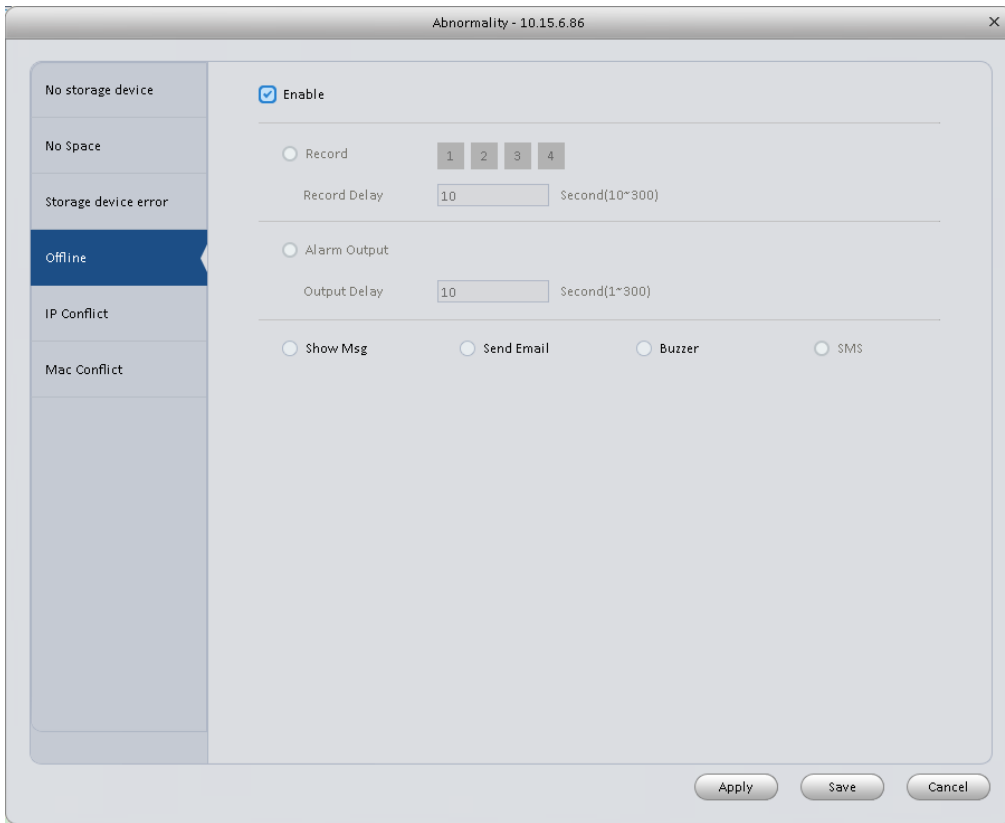 Abnormality - 10.15.6.86
No storage device
No Space
Storage device error
Offline
IP Conflict
Mac Conflict
Enable
Record 1 2 3 4
Record Delay 10 Second(10~300)
Alarm Output
Output Delay 10 Second(1~300)
Show Msg Send Email Buzzer SMS
Apply Save Cancel